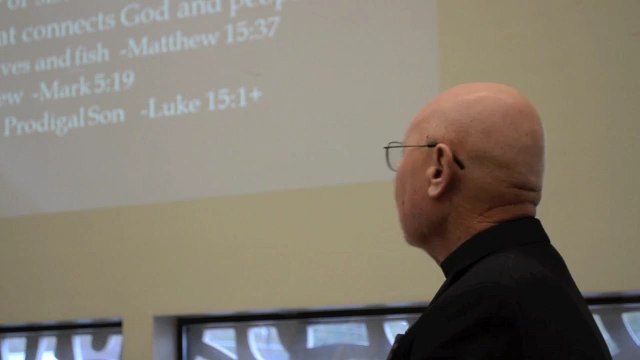 at connects God and peop
ves and fish -Matthew 15:37
ew -Mark 5:19
Prodigal Son -Luke 15:1+